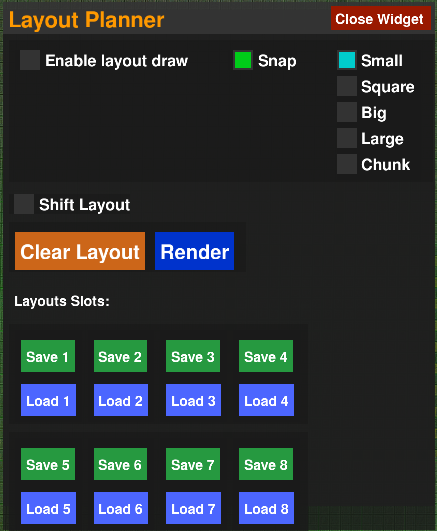 Layout Planner Close Widget
Enable layout draw Snap Small
Square
Big
Large
Chunk
Shift Layout
Clear Layout Render
Layouts Slots:
Save 1 Save 2 Save 3 Save 4
Load 1 Load 2 Load 3 Load 4
Save 5 Save 6 Save 7 Save 8
Load 5 Load 6 Load 7 Load 8